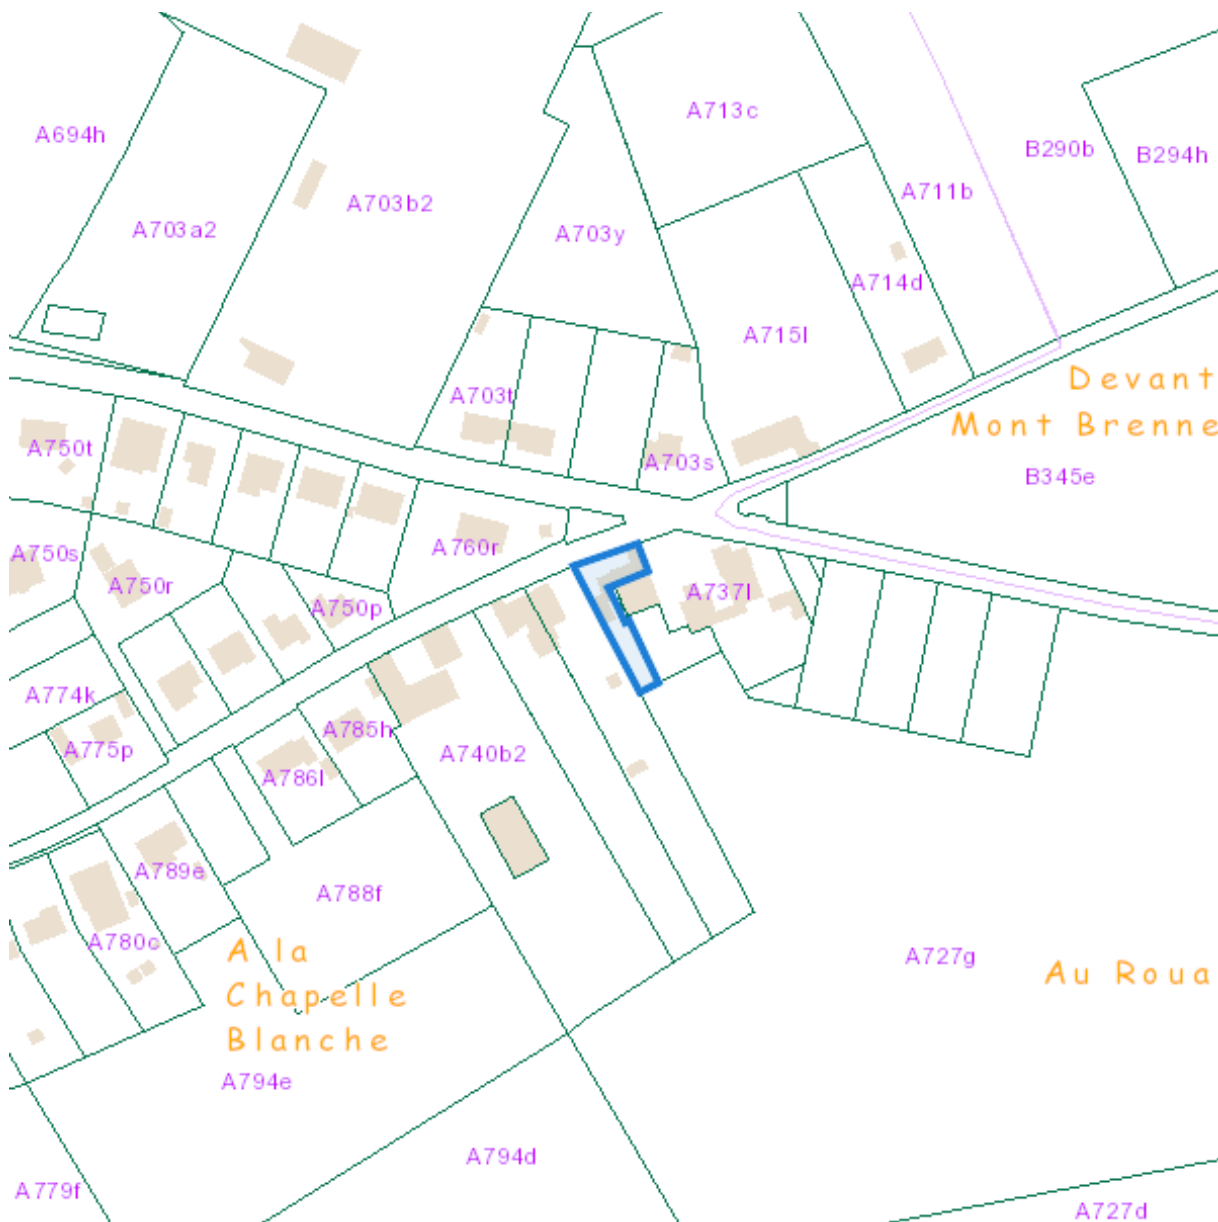 A713c
A694h
B290b
B294h
A711b
A703b2
A703a2
A703y
A714d
A715l
Devant
A703t
Mont Brenne
A750t
A703s
B345e
A760r
A750s
A750r
A737l
A750p
A774k
A785h
A775p
A740b2
A786l
A789e
A788f
A780c
A la
A727g
Au Roua
Chapelle
Blanche
A794e
A794d
A779f
A727d